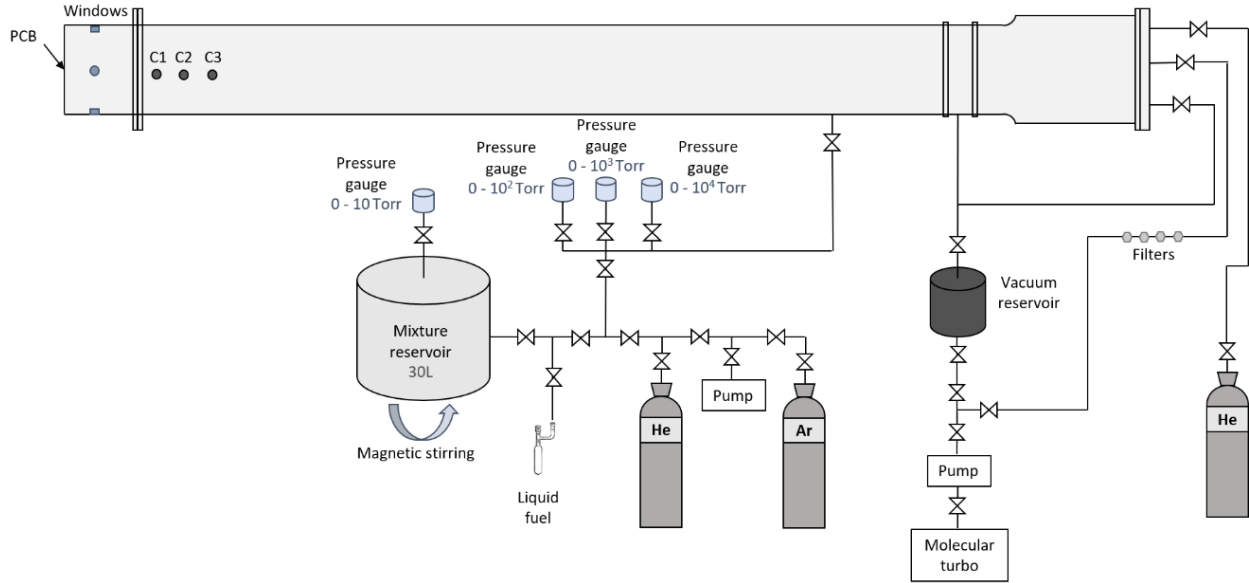 Windows
PCB
C1 C2 C3
Pressure
gauge
0 - 10 Torr
Pressure
gauge
0 - 10² Torr
Pressure
gauge
0 - 10³ Torr
Pressure
gauge
0 - 10⁴ Torr
Mixture
reservoir
30L
Magnetic stirring
Liquid
fuel
He
Pump
Ar
Vacuum
reservoir
Filters
Pump
Molecular
turbo
He